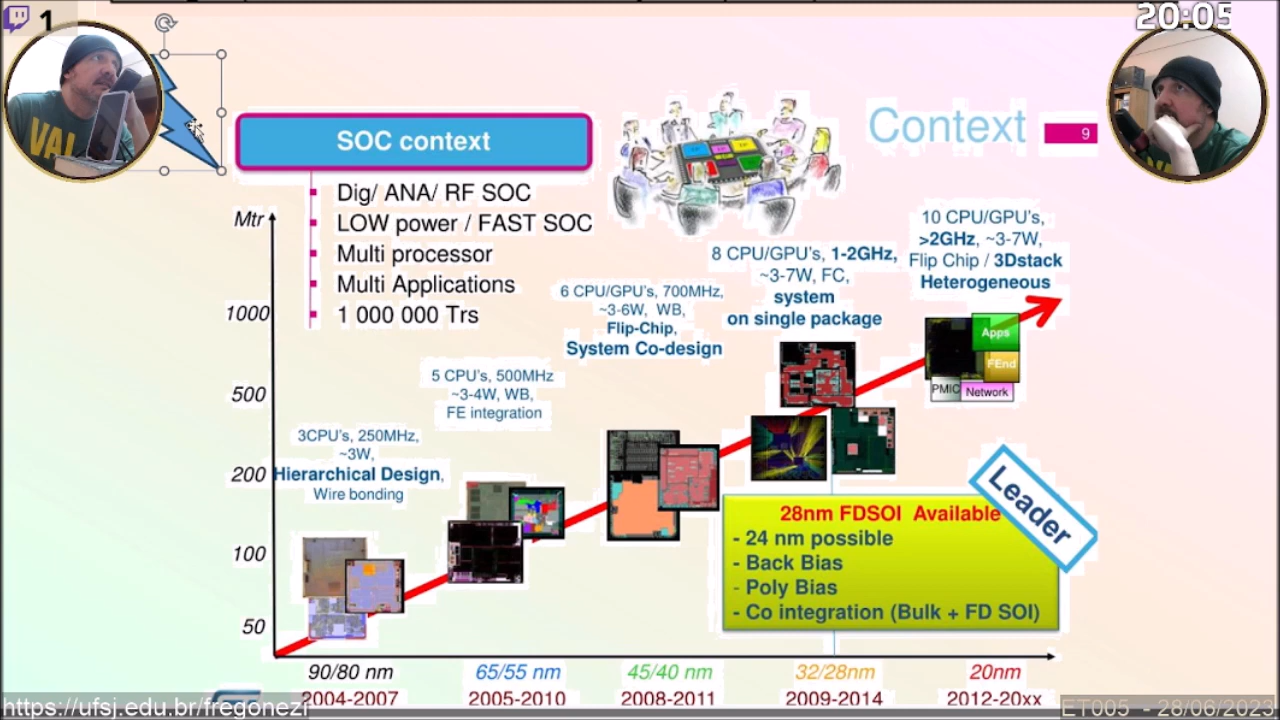 1
20:05
VAL
SOC context
Context
9
Dig/ ANA/ RF SOC
LOW power / FAST SOC
Multi processor
Multi Applications
1 000 000 Trs
Mtr
1000
500
200
100
50
3CPU's, 250MHz,
~3W,
Hierarchical Design,
Wire bonding
5 CPU's, 500MHz
~3-4W, WB,
FE integration
6 CPU/GPU's, 700MHz,
~3-6W, WB,
Flip-Chip,
System Co-design
8 CPU/GPU's, 1-2GHz,
~3-7W, FC,
system
on single package
10 CPU/GPU's,
>2GHz, ~3-7W,
Flip Chip / 3Dstack
Heterogeneous
Apps
FEnd
PMIC
Network
Leader
28nm FDSOI Available
- 24 nm possible
- Back Bias
- Poly Bias
- Co integration (Bulk + FD SOI)
90/80 nm
65/55 nm
45/40 nm
32/28nm
20nm
2004-2007
2005-2010
2008-2011
2009-2014
2012-20xx
https://ufsj.edu.br/fregonezi
ET005 - 28/06/2023